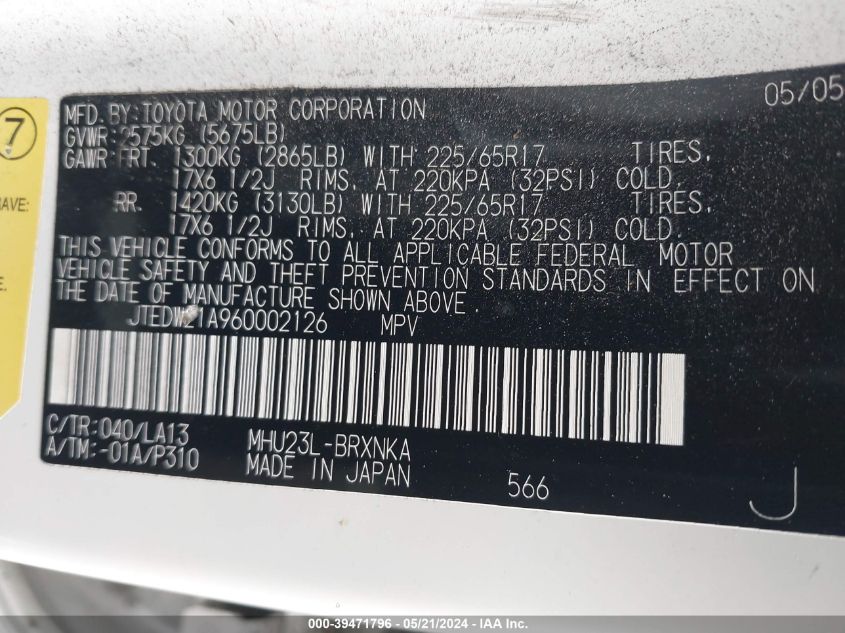 05/05
MFD. BY: TOYOTA MOTOR CORPORATION
GVWR: 2575KG (5675LB)
GAWR: FRT. 1300KG (2865LB) WITH 225/65R17 TIRES.
17X6 1/2J RIMS. AT 220KPA (32PSI) COLD.
RR. 1420KG (3130LB) WITH 225/65R17 TIRES.
17X6 1/2J RIMS. AT 220KPA (32PSI) COLD.
THIS VEHICLE CONFORMS TO ALL APPLICABLE FEDERAL MOTOR
VEHICLE SAFETY AND THEFT PREVENTION STANDARDS IN EFFECT ON
THE DATE OF MANUFACTURE SHOWN ABOVE.
JTEDW21A960002126 MPV
C/TR: 040/LA13 MHU23L-BRXNKA
A/TM: -01A/P310 MADE IN JAPAN 566 J
7
000-39471796 - 05/21/2024 - IAA Inc.